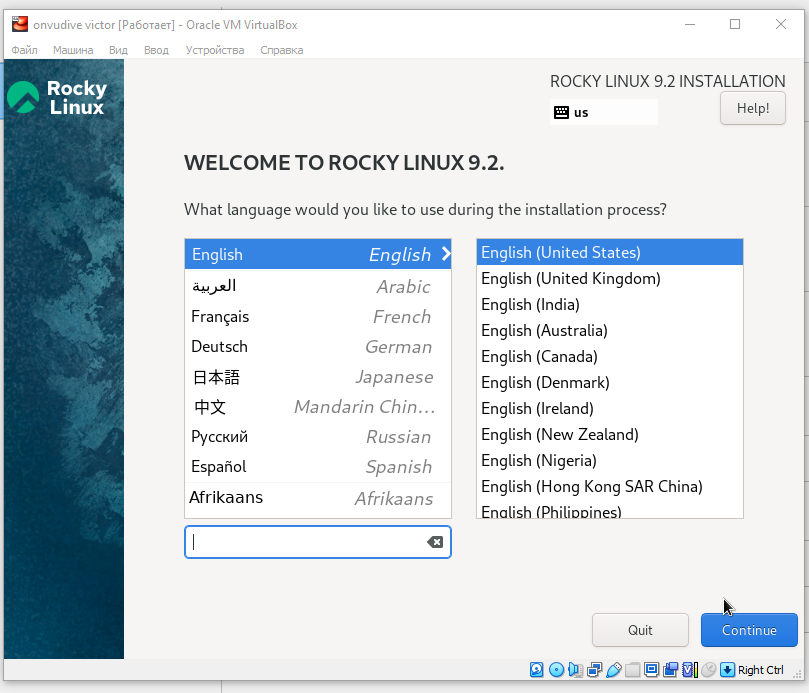 onvudive victor [Работает] - Oracle VM VirtualBox
Файл Машина Вид Ввод Устройства Справка
Rocky
Linux
ROCKY LINUX 9.2 INSTALLATION
us
Help!
WELCOME TO ROCKY LINUX 9.2.
What language would you like to use during the installation process?
English English
العربية Arabic
Français French
Deutsch German
日本語 Japanese
中文 Mandarin Chin...
Русский Russian
Español Spanish
Afrikaans Afrikaans
English (United States)
English (United Kingdom)
English (India)
English (Australia)
English (Canada)
English (Denmark)
English (Ireland)
English (New Zealand)
English (Nigeria)
English (Hong Kong SAR China)
English (Philippines)
Quit
Continue
Right Ctrl